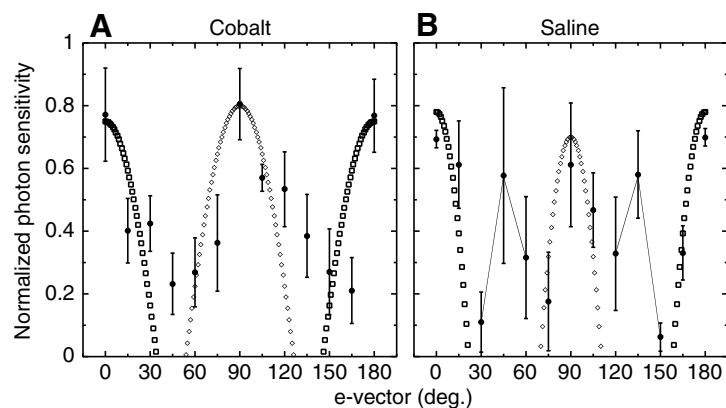 A Cobalt
B Saline
Normalized photon sensitivity
1
0.8
0.6
0.4
0.2
0
0 30 60 90 120 150 180
0 30 60 90 120 150 180
e-vector (deg.)